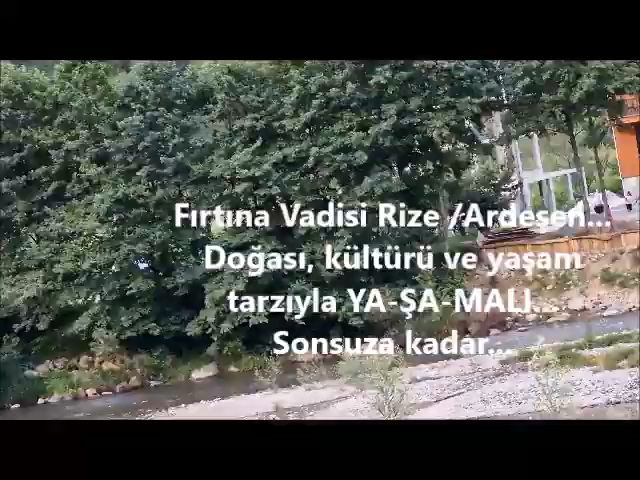 Fırtına Vadisi Rize /Ardeşen...
Doğası, kültürü ve yaşam
tarzıyla YA-ŞA-MALI...
Sonsuza kadar...